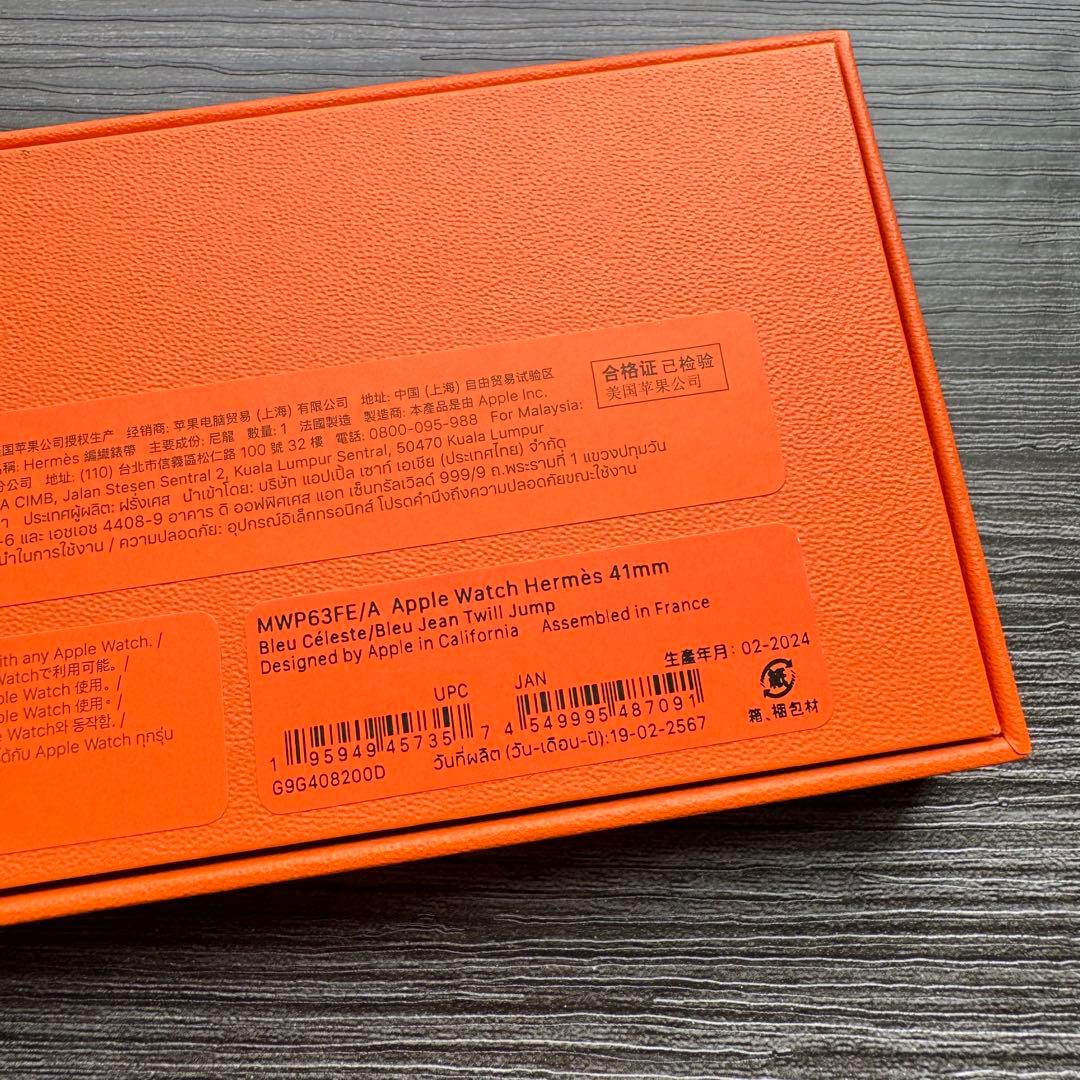 国苹果公司授权生产 经销商: 苹果电脑贸易 (上海) 有限公司 地址: 中国 (上海) 自由贸易试验区
名稱: Hermès 編織錶帶 主要成份: 尼龍 數量: 1 法國製造 製造商: 本產品是由 Apple Inc.
分公司 地址: (110) 台北市信義區松仁路 100 號 32 樓 電話: 0800-095-988 For Malaysia:
A CIMB, Jalan Stesen Sentral 2, Kuala Lumpur Sentral, 50470 Kuala Lumpur
า ประเทศผู้ผลิต: ฝรั่งเศส นำเข้าโดย: บริษัท แอปเปิ้ล เซาท์ เอเชีย (ประเทศไทย) จำกัด
-6 และ เอชเอช 4408-9 อาคาร ดิ ออฟฟิศเศส แอท เซ็นทรัลเวิลด์ 999/9 ถ.พระรามที่ 1 แขวงปทุมวัน
นำในการใช้งาน / ความปลอดภัย: อุปกรณ์อิเล็กทรอนิกส์ โปรดคำนึงถึงความปลอดภัยขณะใช้งาน
合格证 已检验
美国苹果公司
ith any Apple Watch. /
Watchで利用可能。 /
ple Watch 使用。 /
ple Watch 使用。 /
e Watch와 동작함. /
ได้กับ Apple Watch ทุกรุ่น
MWP63FE/A Apple Watch Hermès 41mm
Bleu Céleste/Bleu Jean Twill Jump
Designed by Apple in California Assembled in France
生產年月: 02-2024
UPC JAN
1 95949 45735 7 4 549995 487091
紙
箱、梱包材
G9G408200D วันที่ผลิต (วัน-เดือน-ปี):19-02-2567